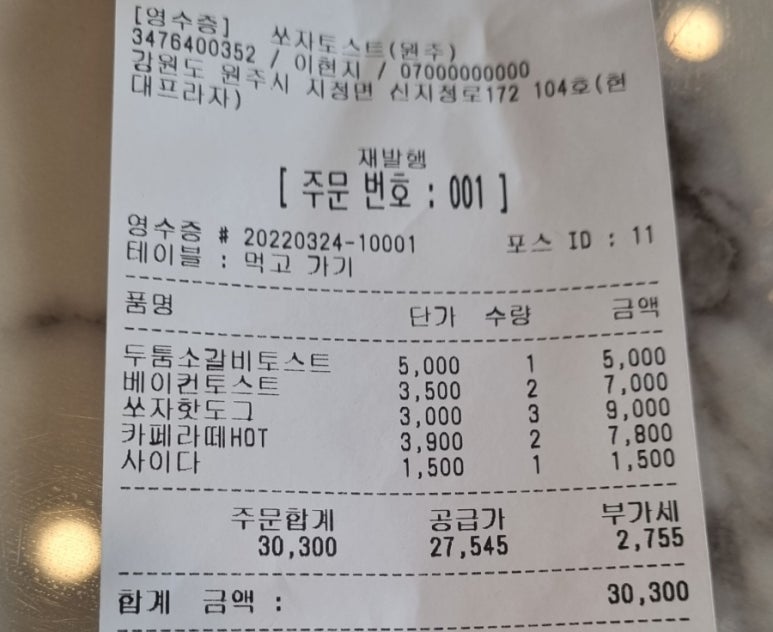 [영수증] 쏘자토스트(원주)
3476400352 / 이현지 / 07000000000
강원도 원주시 지정면 신지정로172 104호(현
대프라자)
재발행
[ 주문 번호 : 001 ]
영수증 # 20220324-10001 포스 ID : 11
테이블 : 먹고 가기
품명 단가 수량 금액
두툼소갈비토스트 5,000 1 5,000
베이컨토스트 3,500 2 7,000
쏘자핫도그 3,000 3 9,000
카페라떼HOT 3,900 2 7,800
사이다 1,500 1 1,500
주문합계 공급가 부가세
30,300 27,545 2,755
합계 금액 : 30,300